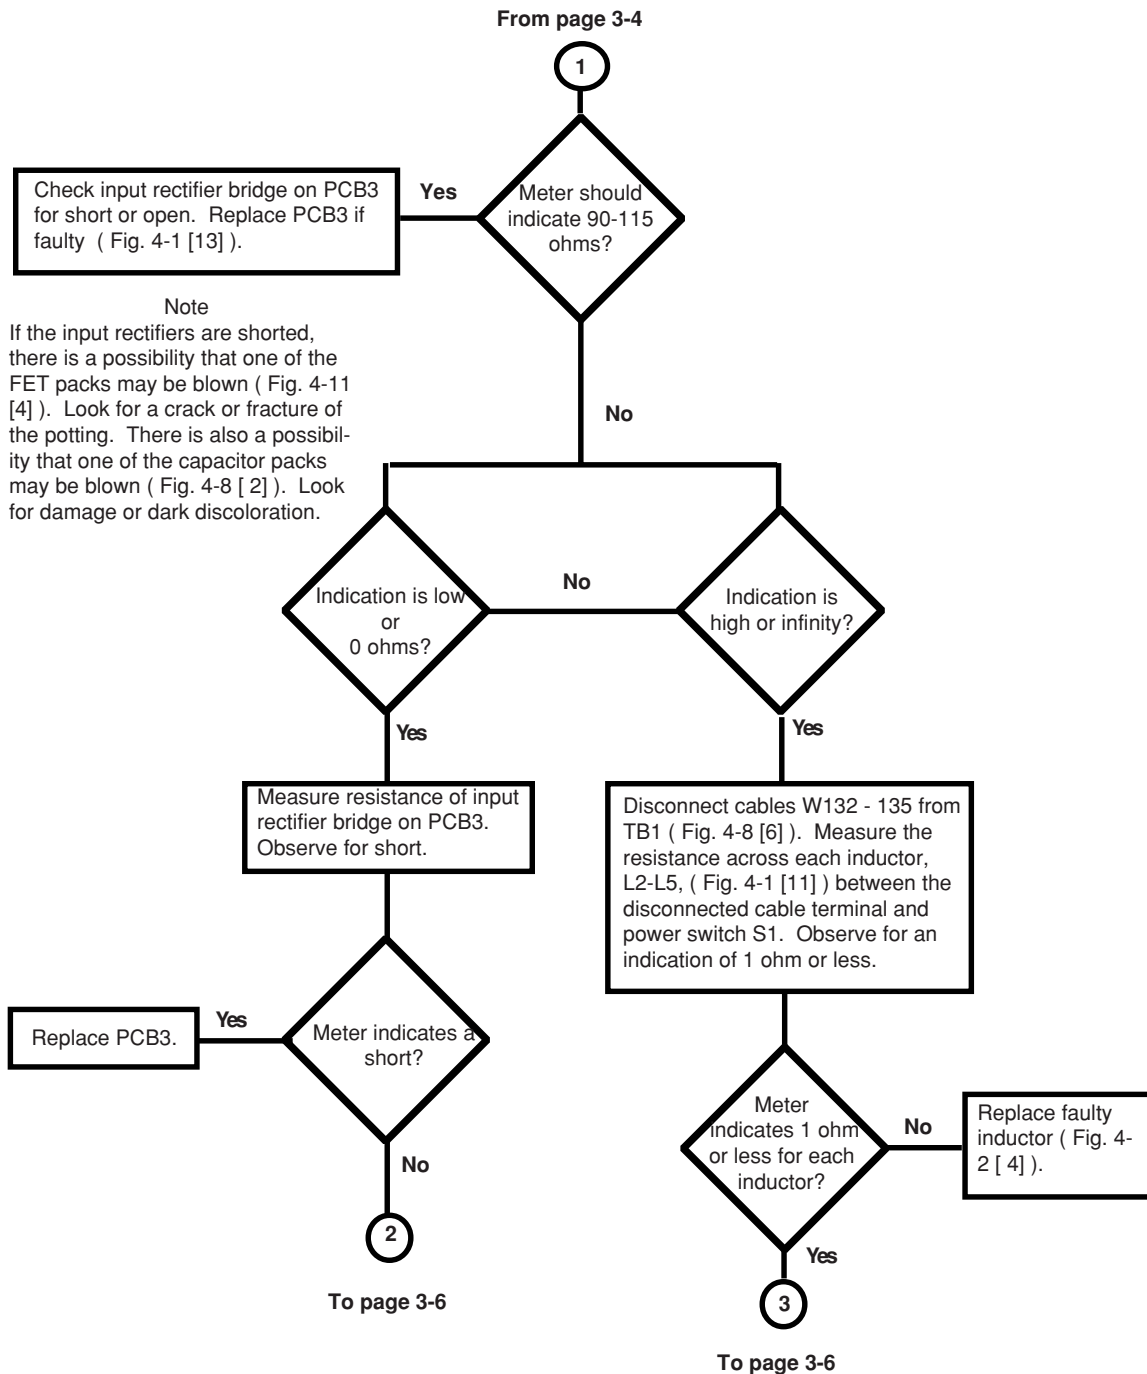 From page 3-4
1
Meter should
indicate 90-115
ohms?
Yes
Check input rectifier bridge on PCB3
for short or open. Replace PCB3 if
faulty ( Fig. 4-1 [13] ).
Note
If the input rectifiers are shorted,
there is a possibility that one of the
FET packs may be blown ( Fig. 4-11
[4] ). Look for a crack or fracture of
the potting. There is also a possibil-
ity that one of the capacitor packs
may be blown ( Fig. 4-8 [ 2] ). Look
for damage or dark discoloration.
No
Indication is low
or
0 ohms?
No
Indication is
high or infinity?
Yes
Yes
Measure resistance of input
rectifier bridge on PCB3.
Observe for short.
Disconnect cables W132 - 135 from
TB1 ( Fig. 4-8 [6] ). Measure the
resistance across each inductor,
L2-L5, ( Fig. 4-1 [11] ) between the
disconnected cable terminal and
power switch S1. Observe for an
indication of 1 ohm or less.
Meter indicates a
short?
Yes
Replace PCB3.
No
2
To page 3-6
Meter
indicates 1 ohm
or less for each
inductor?
No
Replace faulty
inductor ( Fig. 4-
2 [ 4] ).
Yes
3
To page 3-6